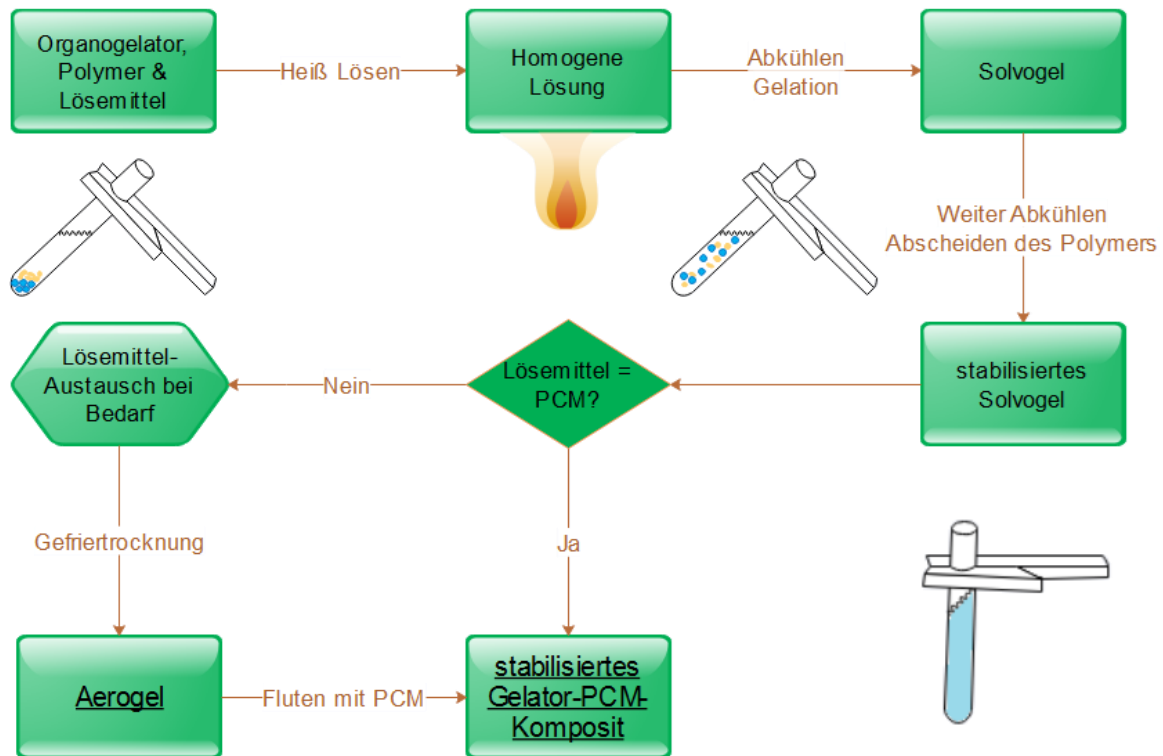 Organogelator,
Polymer &
Lösemittel
Heiß Lösen
Homogene
Lösung
Abkühlen
Gelation
Solvogel
Weiter Abkühlen
Abscheiden des Polymers
stabilisiertes
Solvogel
Lösemittel =
PCM?
Nein
Lösemittel-
Austausch bei
Bedarf
Gefriertrocknung
Ja
Aerogel
Fluten mit PCM
stabilisiertes
Gelator-PCM-
Komposit